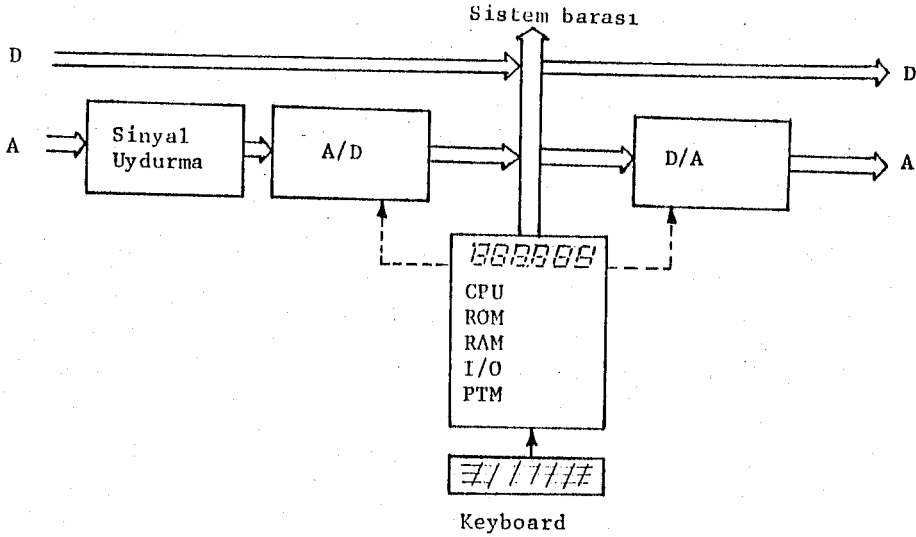 Sistem barası
D
D
A
Sinyal
Uydurma
A/D
D/A
A
CPU
ROM
RAM
I/O
PTM
Keyboard